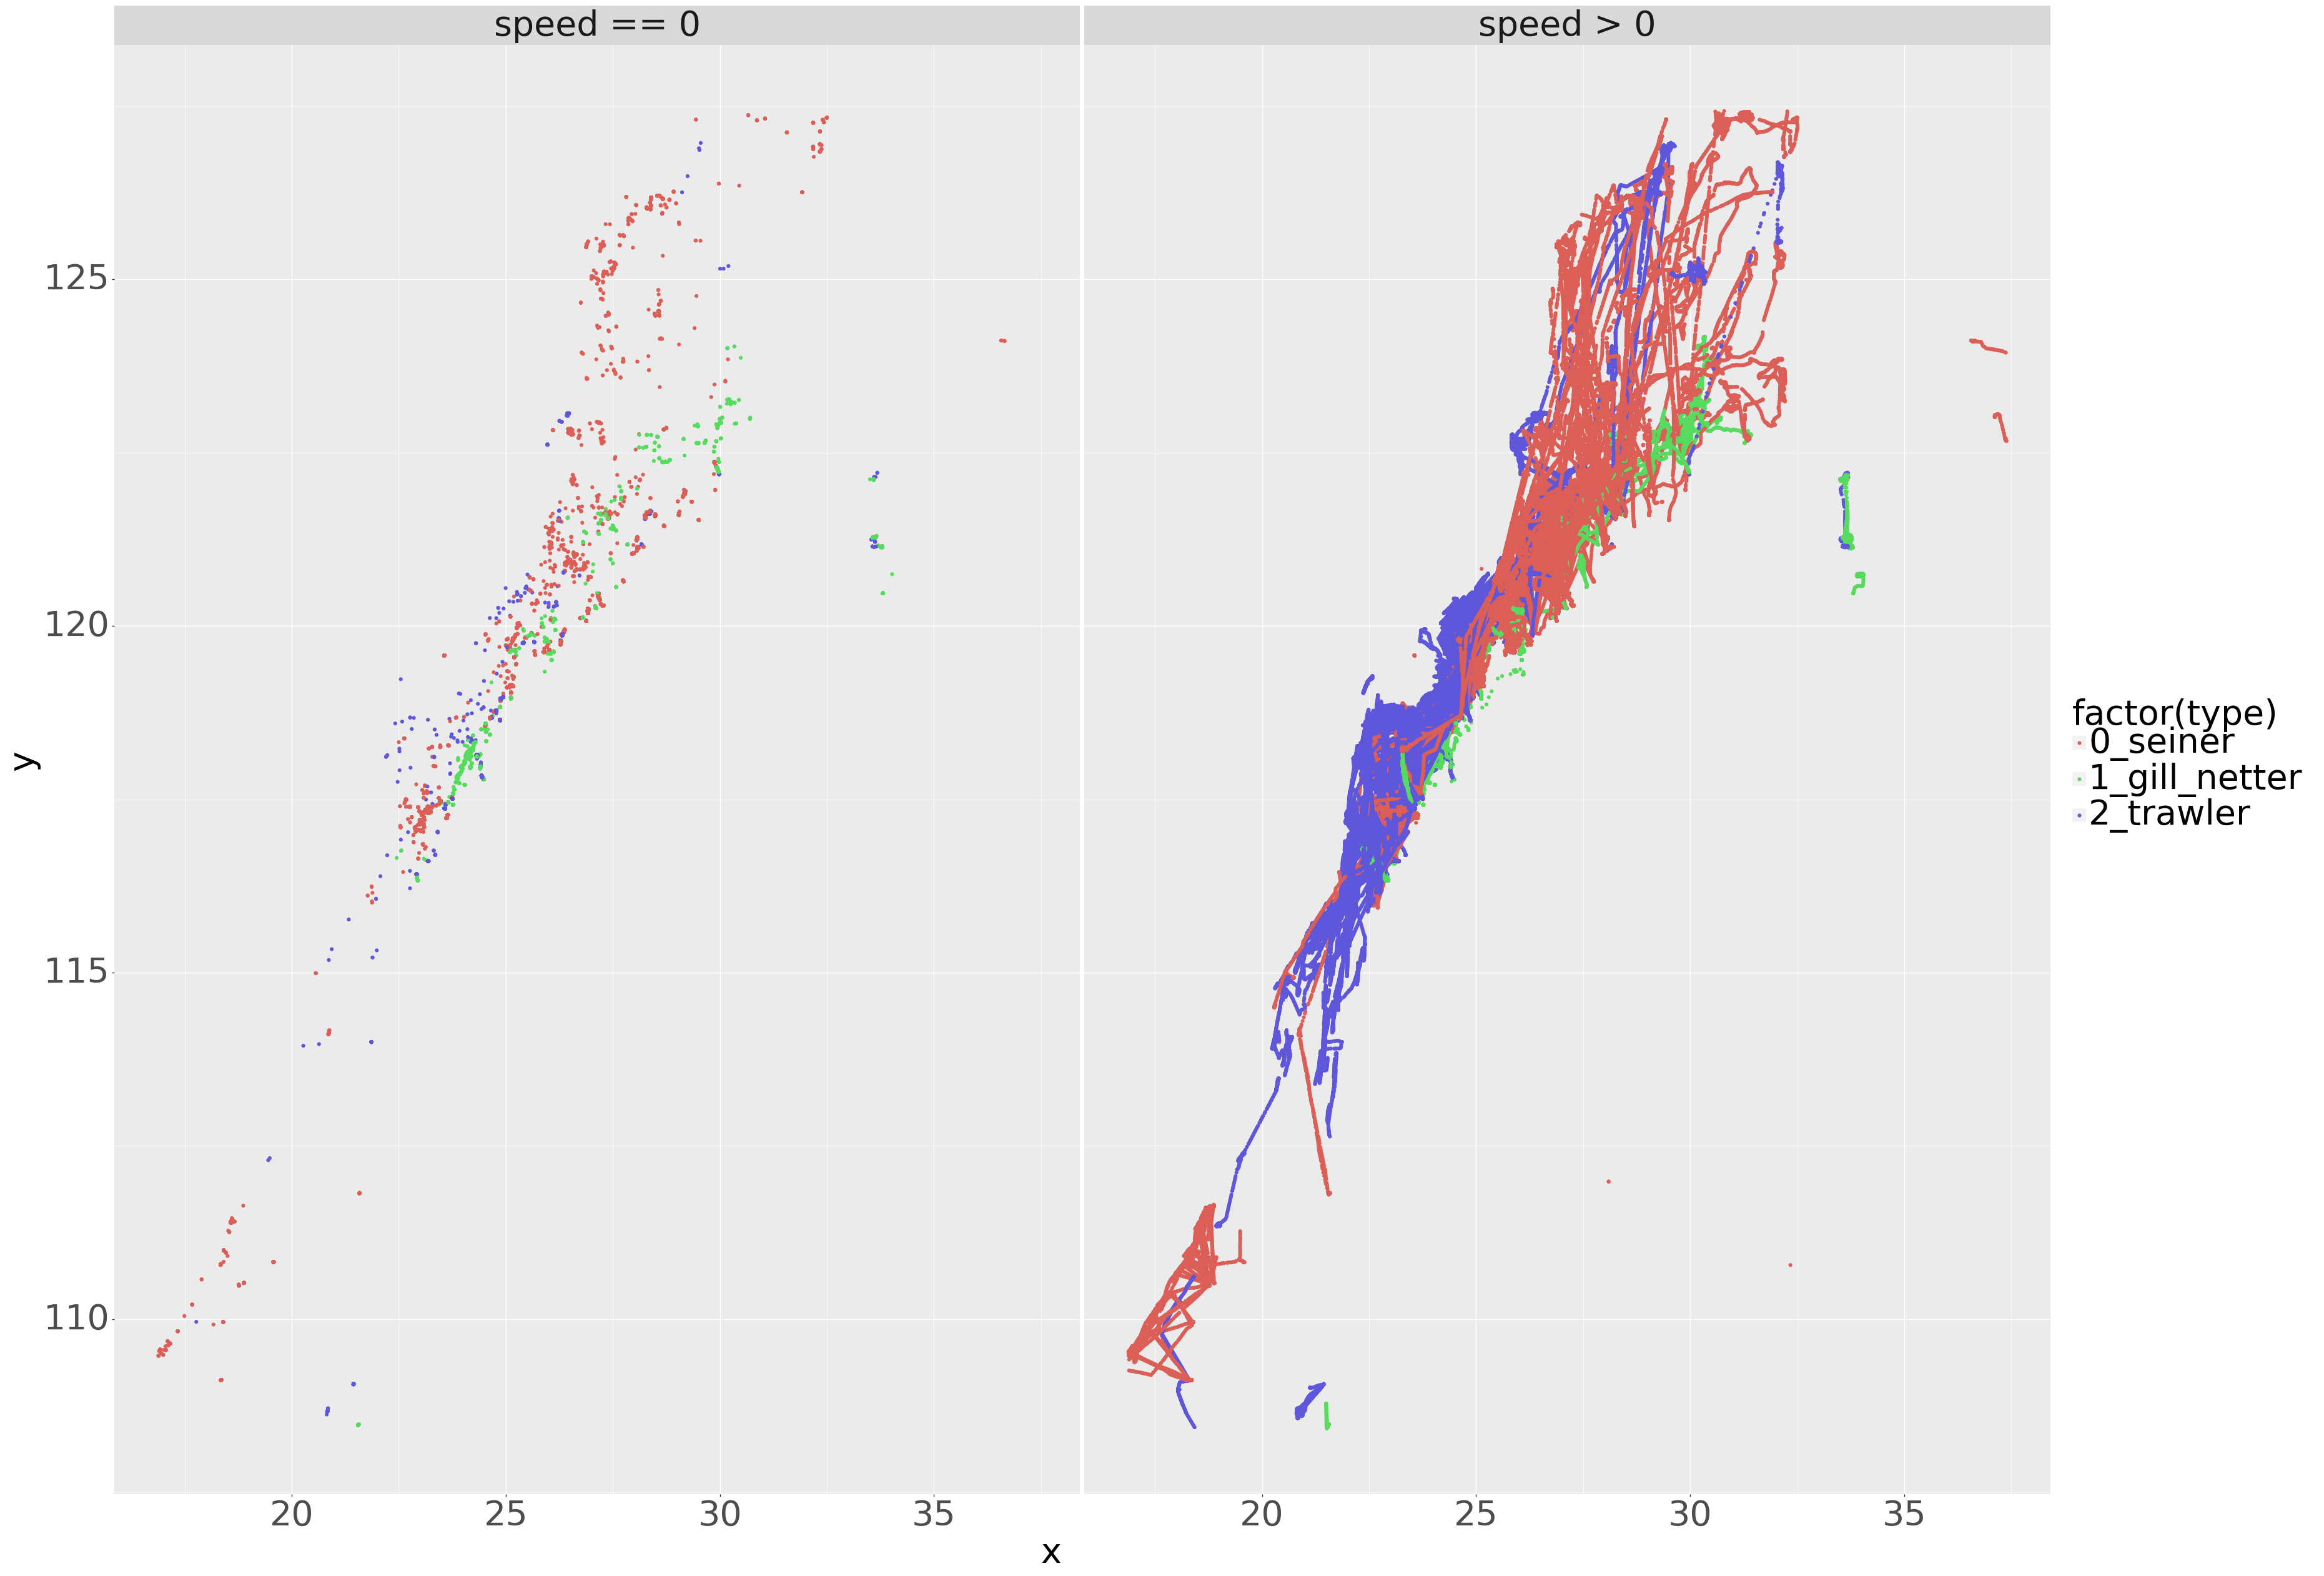 speed == 0
speed > 0
y
125
120
115
110
20
25
30
35
20
25
30
35
x
factor(type)
0_seiner
1_gill_netter
2_trawler